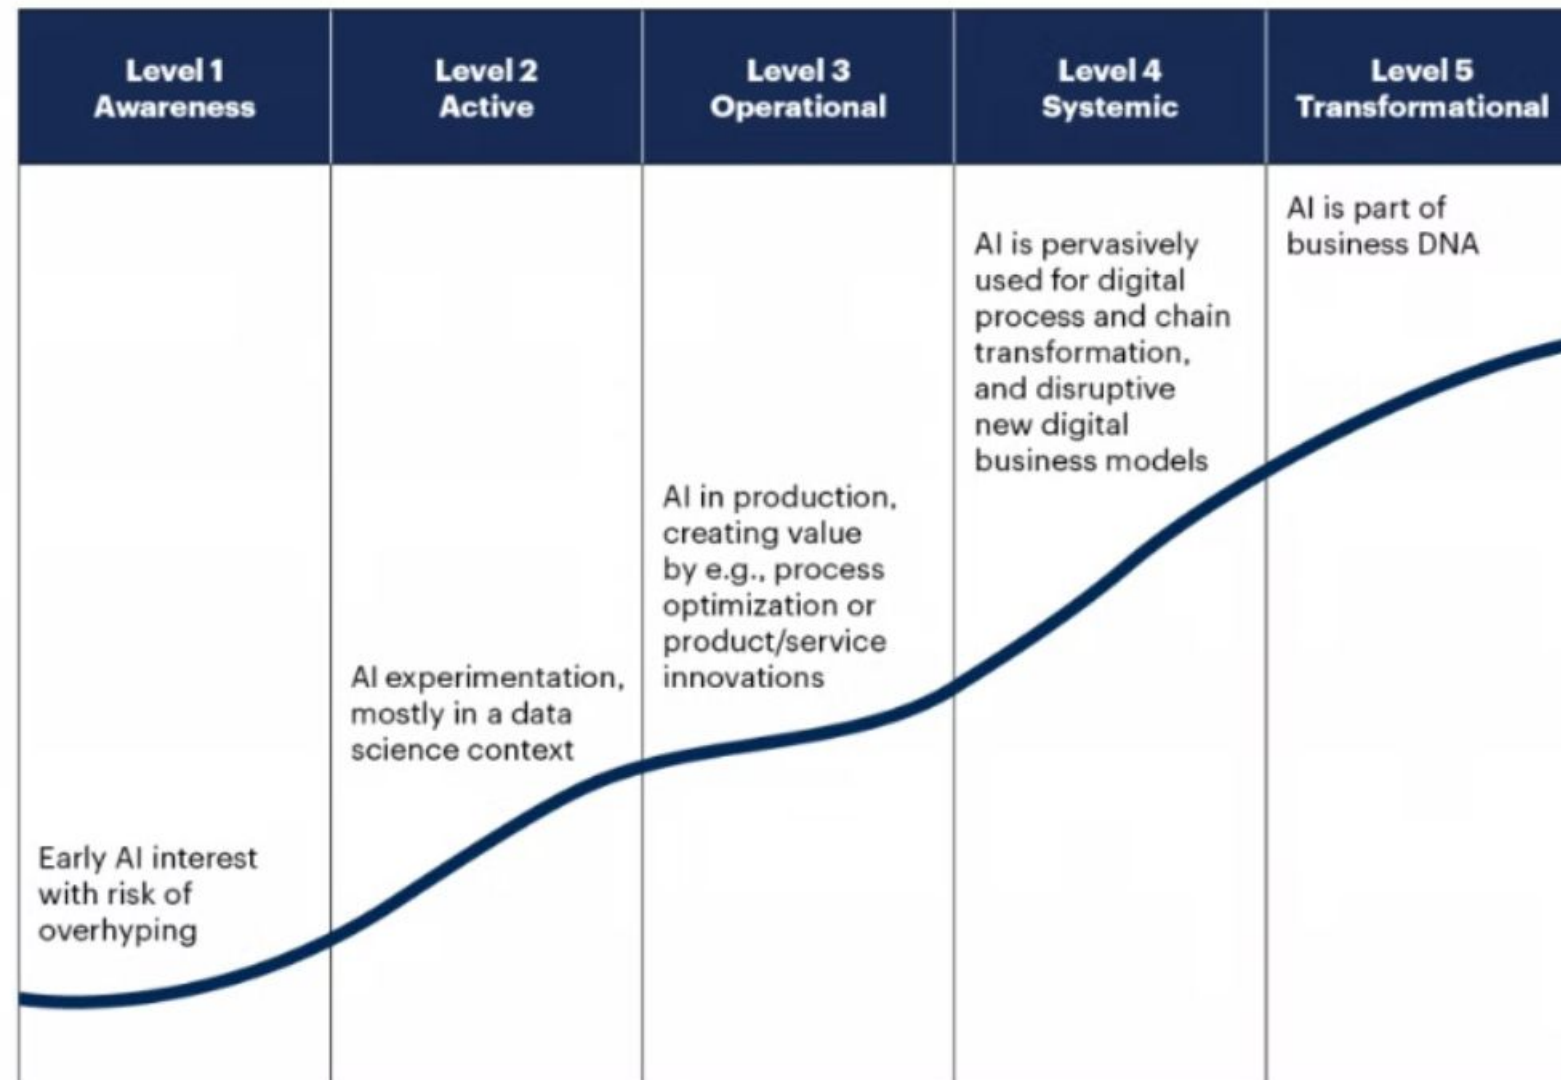 Level 1
Awareness
Level 2
Active
Level 3
Operational
Level 4
Systemic
Level 5
Transformational
Early AI interest
with risk of
overhyping
AI experimentation,
mostly in a data
science context
AI in production,
creating value
by e.g., process
optimization or
product/service
innovations
AI is pervasively
used for digital
process and chain
transformation,
and disruptive
new digital
business models
AI is part of
business DNA